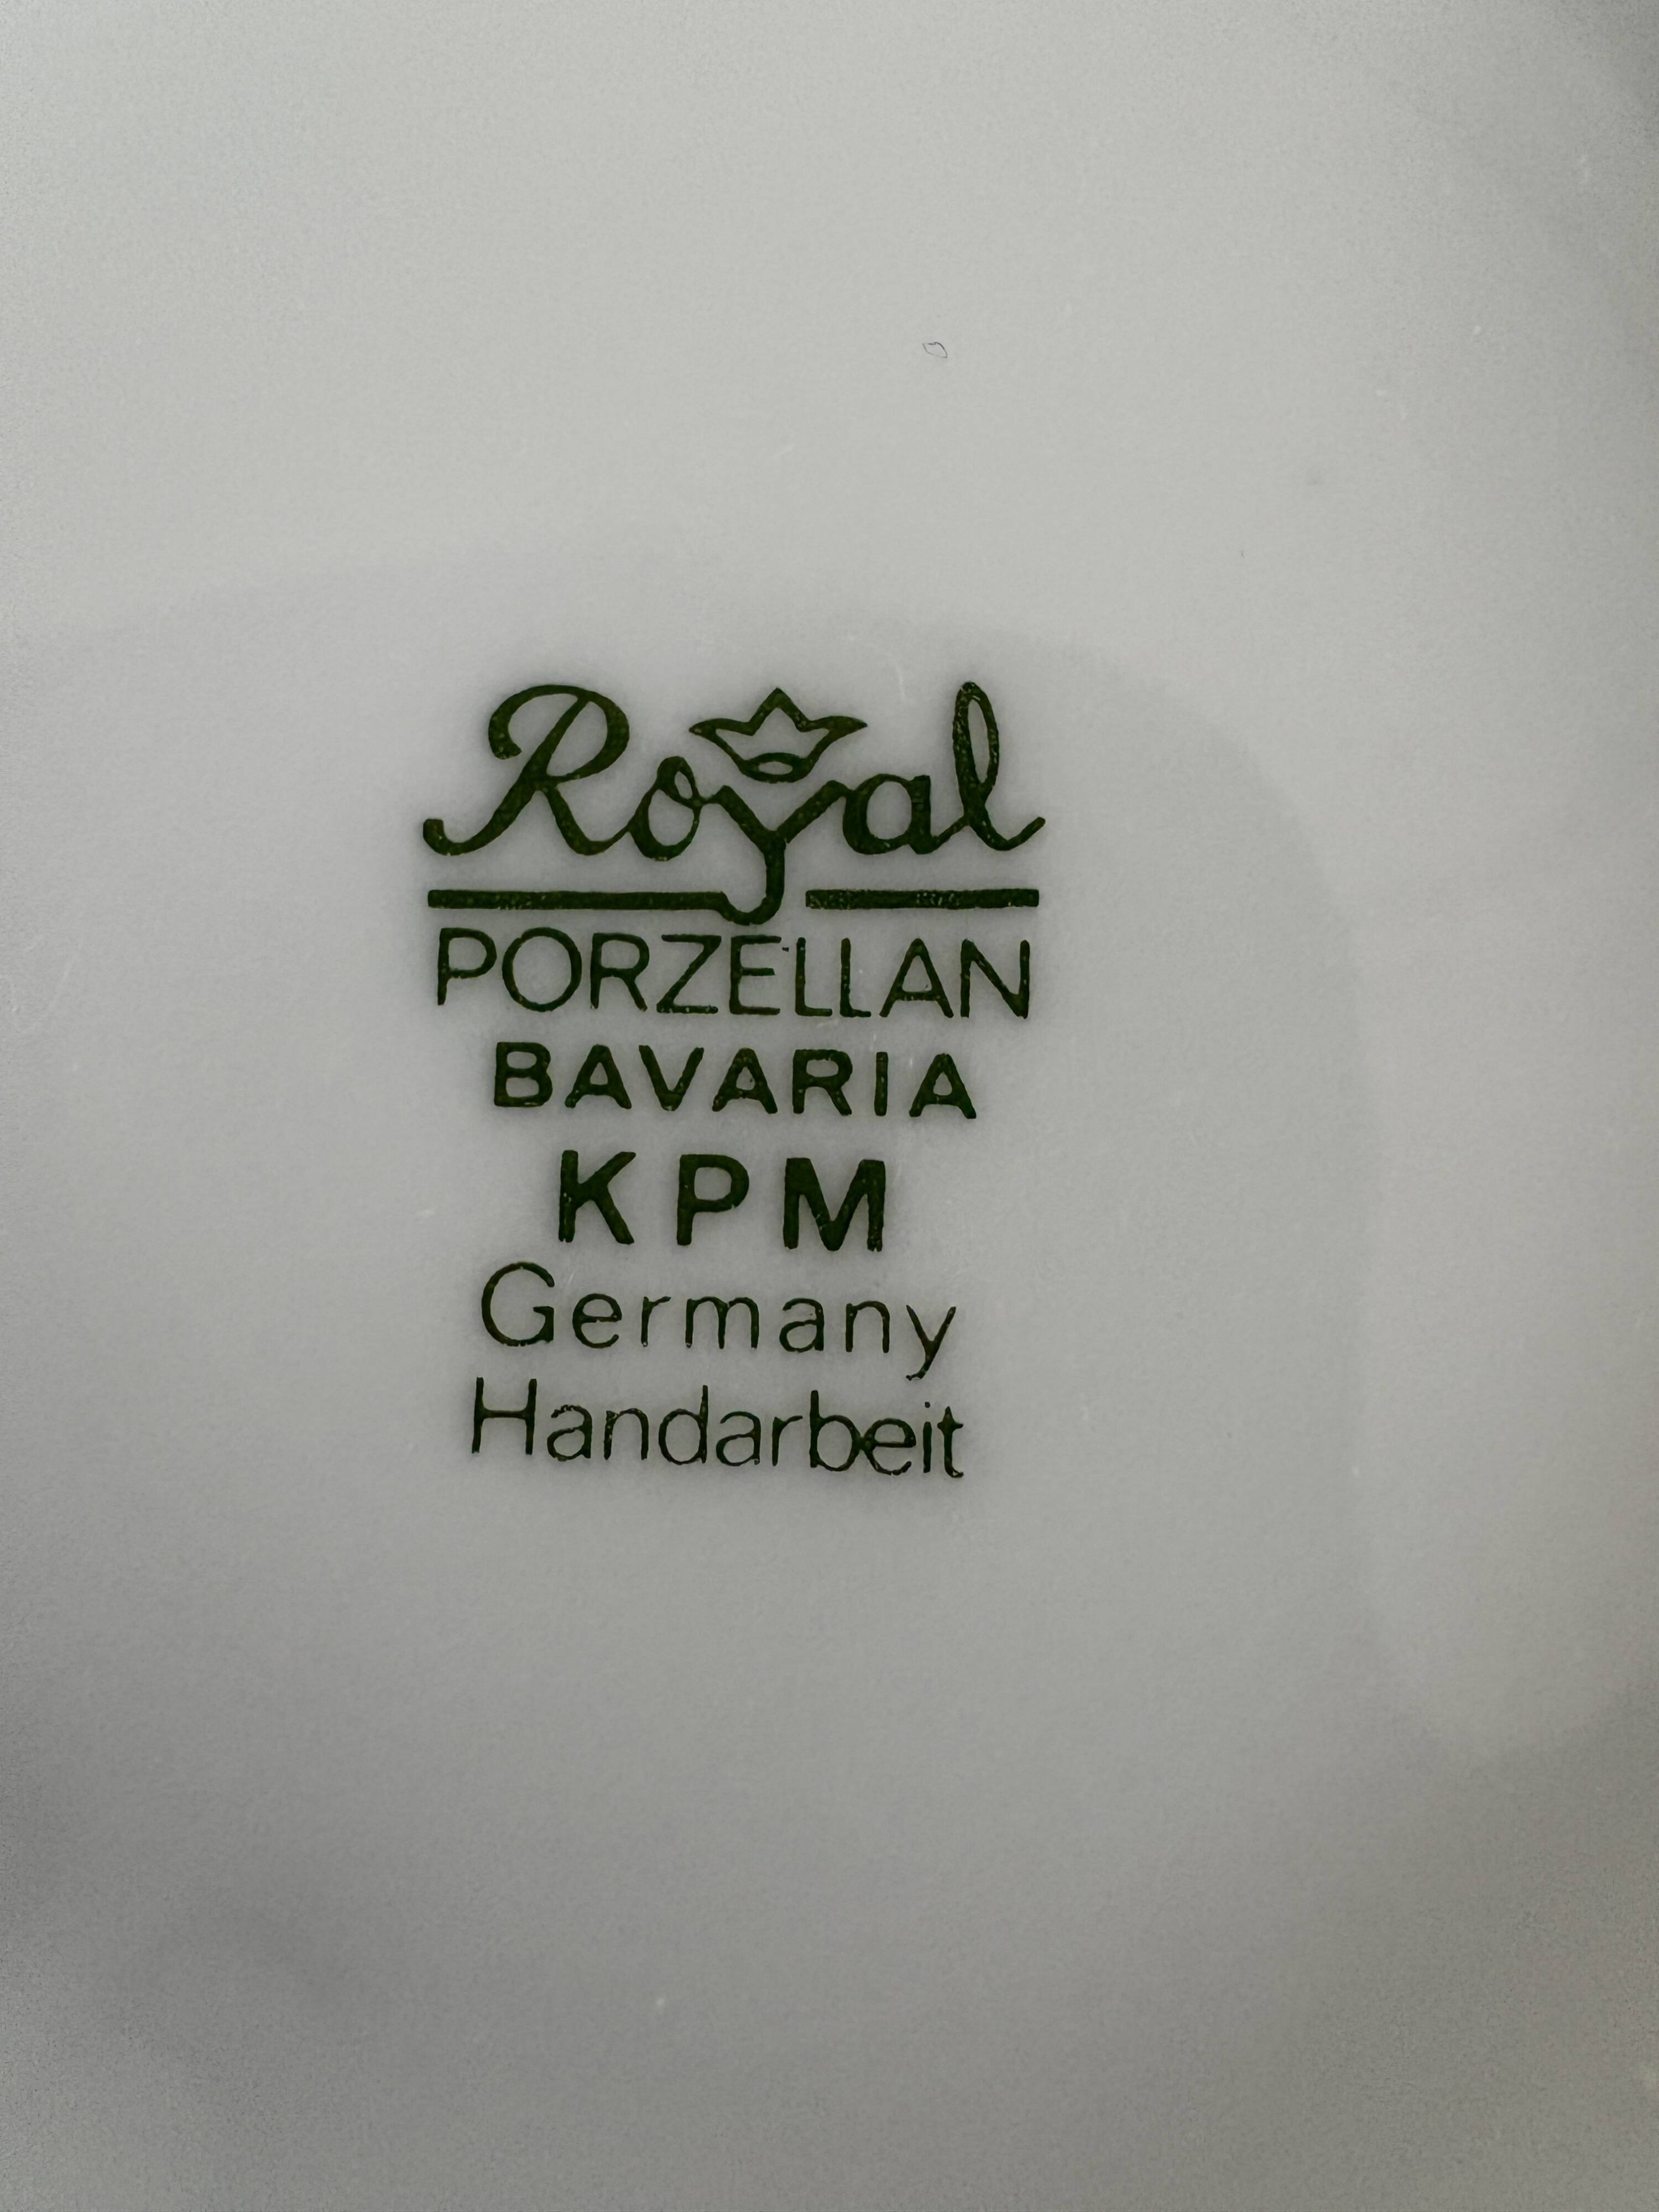 Royal
PORZELLAN
BAVARIA
KPM
Germany
Handarbeit